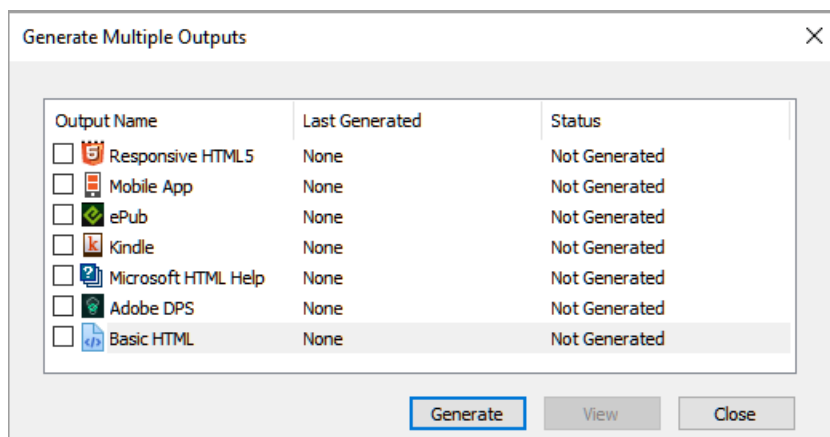 Generate Multiple Outputs
Output Name Last Generated Status
Responsive HTML5 None Not Generated
Mobile App None Not Generated
ePub None Not Generated
Kindle None Not Generated
Microsoft HTML Help None Not Generated
Adobe DPS None Not Generated
Basic HTML None Not Generated
Generate View Close